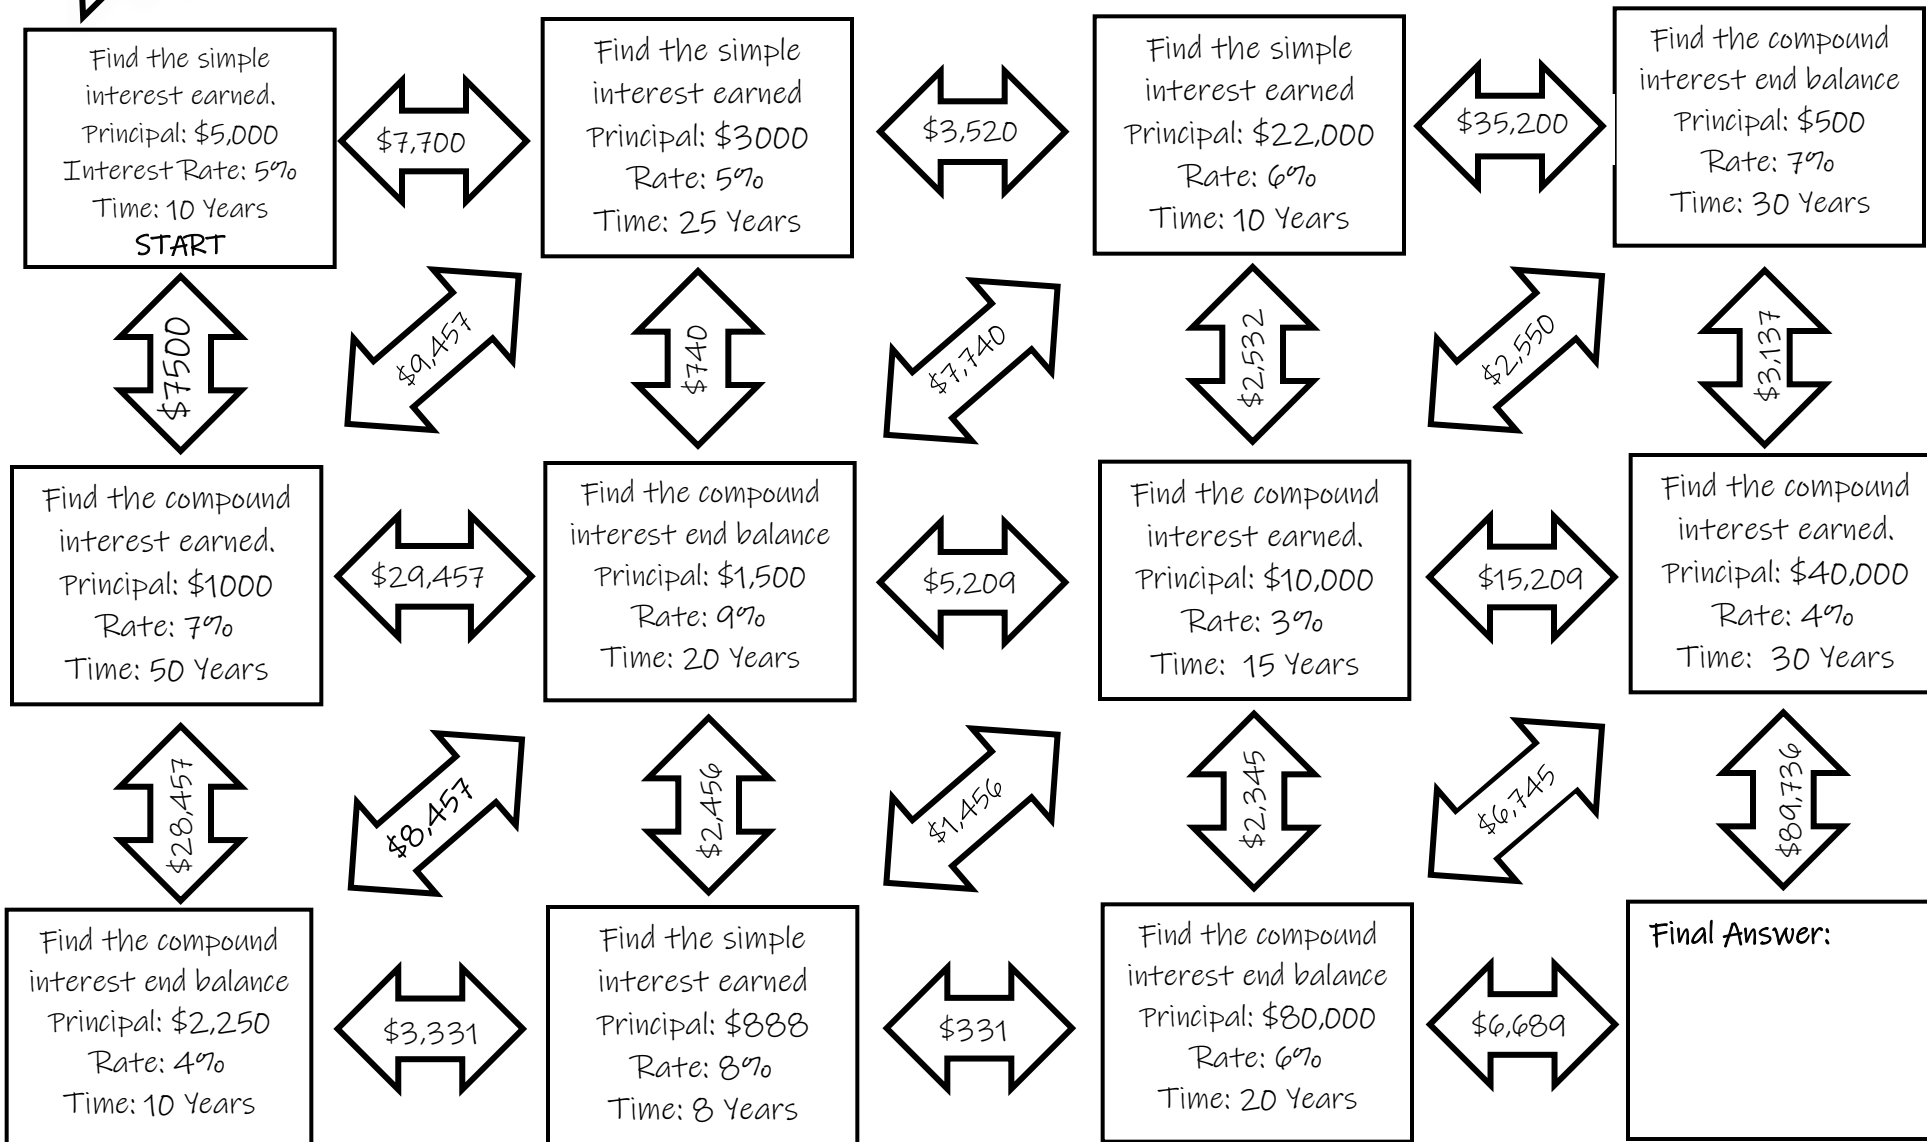 Find the simple
interest earned.
Principal: $5,000
Interest Rate: 5%
Time: 10 Years
START
$7,700
Find the simple
interest earned
Principal: $3000
Rate: 5%
Time: 25 Years
$3,520
Find the simple
interest earned
Principal: $22,000
Rate: 6%
Time: 10 Years
$35,200
Find the compound
interest end balance
Principal: $500
Rate: 7%
Time: 30 Years
$7500
$9,457
$740
$7,740
$2,532
$2,550
$3,137
Find the compound
interest earned.
Principal: $1000
Rate: 7%
Time: 50 Years
$29,457
Find the compound
interest end balance
Principal: $1,500
Rate: 9%
Time: 20 Years
$5,209
Find the compound
interest earned.
Principal: $10,000
Rate: 3%
Time: 15 Years
$15,209
Find the compound
interest earned.
Principal: $40,000
Rate: 4%
Time: 30 Years
$28,457
$8,457
$2,456
$1,456
$2,345
$6,745
$89,736
Find the compound
interest end balance
Principal: $2,250
Rate: 4%
Time: 10 Years
$3,331
Find the simple
interest earned
Principal: $888
Rate: 8%
Time: 8 Years
$331
Find the compound
interest end balance
Principal: $80,000
Rate: 6%
Time: 20 Years
$6,689
Final Answer: